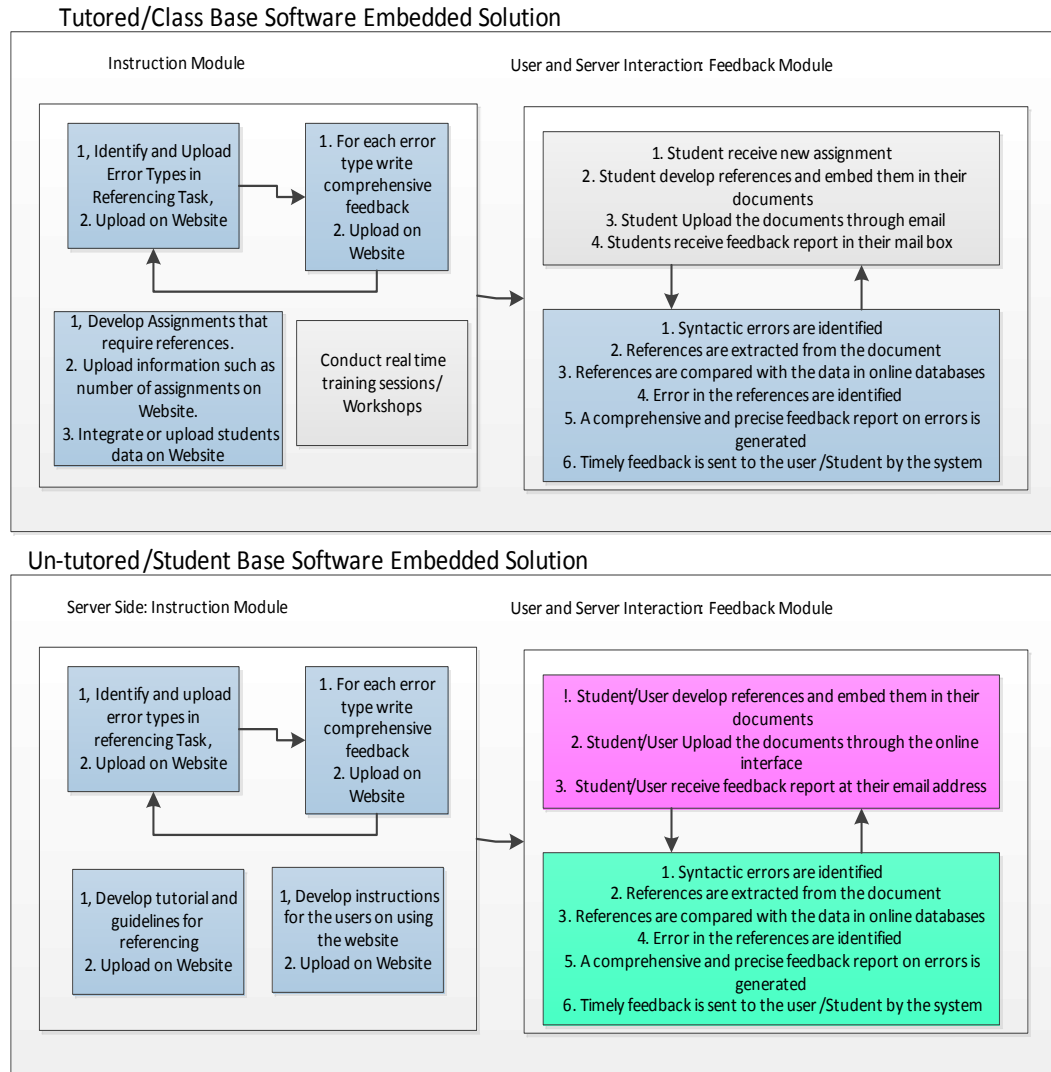 Tutored/Class Base Software Embedded Solution
Instruction Module
User and Server Interaction: Feedback Module
1, Identify and Upload
Error Types in
Referencing Task,
2. Upload on Website
1. For each error
type write
comprehensive
feedback
2. Upload on
Website
1, Develop Assignments that
require references.
2. Upload information such as
number of assignments on
Website.
3. Integrate or upload students
data on Website
Conduct real time
training sessions/
Workshops
1. Student receive new assignment
2. Student develop references and embed them in their
documents
3. Student Upload the documents through email
4. Students receive feedback report in their mail box
1. Syntactic errors are identified
2. References are extracted from the document
3. References are compared with the data in online databases
4. Error in the references are identified
5. A comprehensive and precise feedback report on errors is
generated
6. Timely feedback is sent to the user /Student by the system
Un-tutored/Student Base Software Embedded Solution
Server Side: Instruction Module
User and Server Interaction: Feedback Module
1, Identify and upload
error types in
referencing Task,
2. Upload on Website
1. For each error
type write
comprehensive
feedback
2. Upload on
Website
1, Develop tutorial and
guidelines for
referencing
2. Upload on Website
1, Develop instructions
for the users on using
the website
2. Upload on Website
!. Student/User develop references and embed them in their
documents
2. Student/User Upload the documents through the online
interface
3. Student/User receive feedback report at their email address
1. Syntactic errors are identified
2. References are extracted from the document
3. References are compared with the data in online databases
4. Error in the references are identified
5. A comprehensive and precise feedback report on errors is
generated
6. Timely feedback is sent to the user /Student by the system